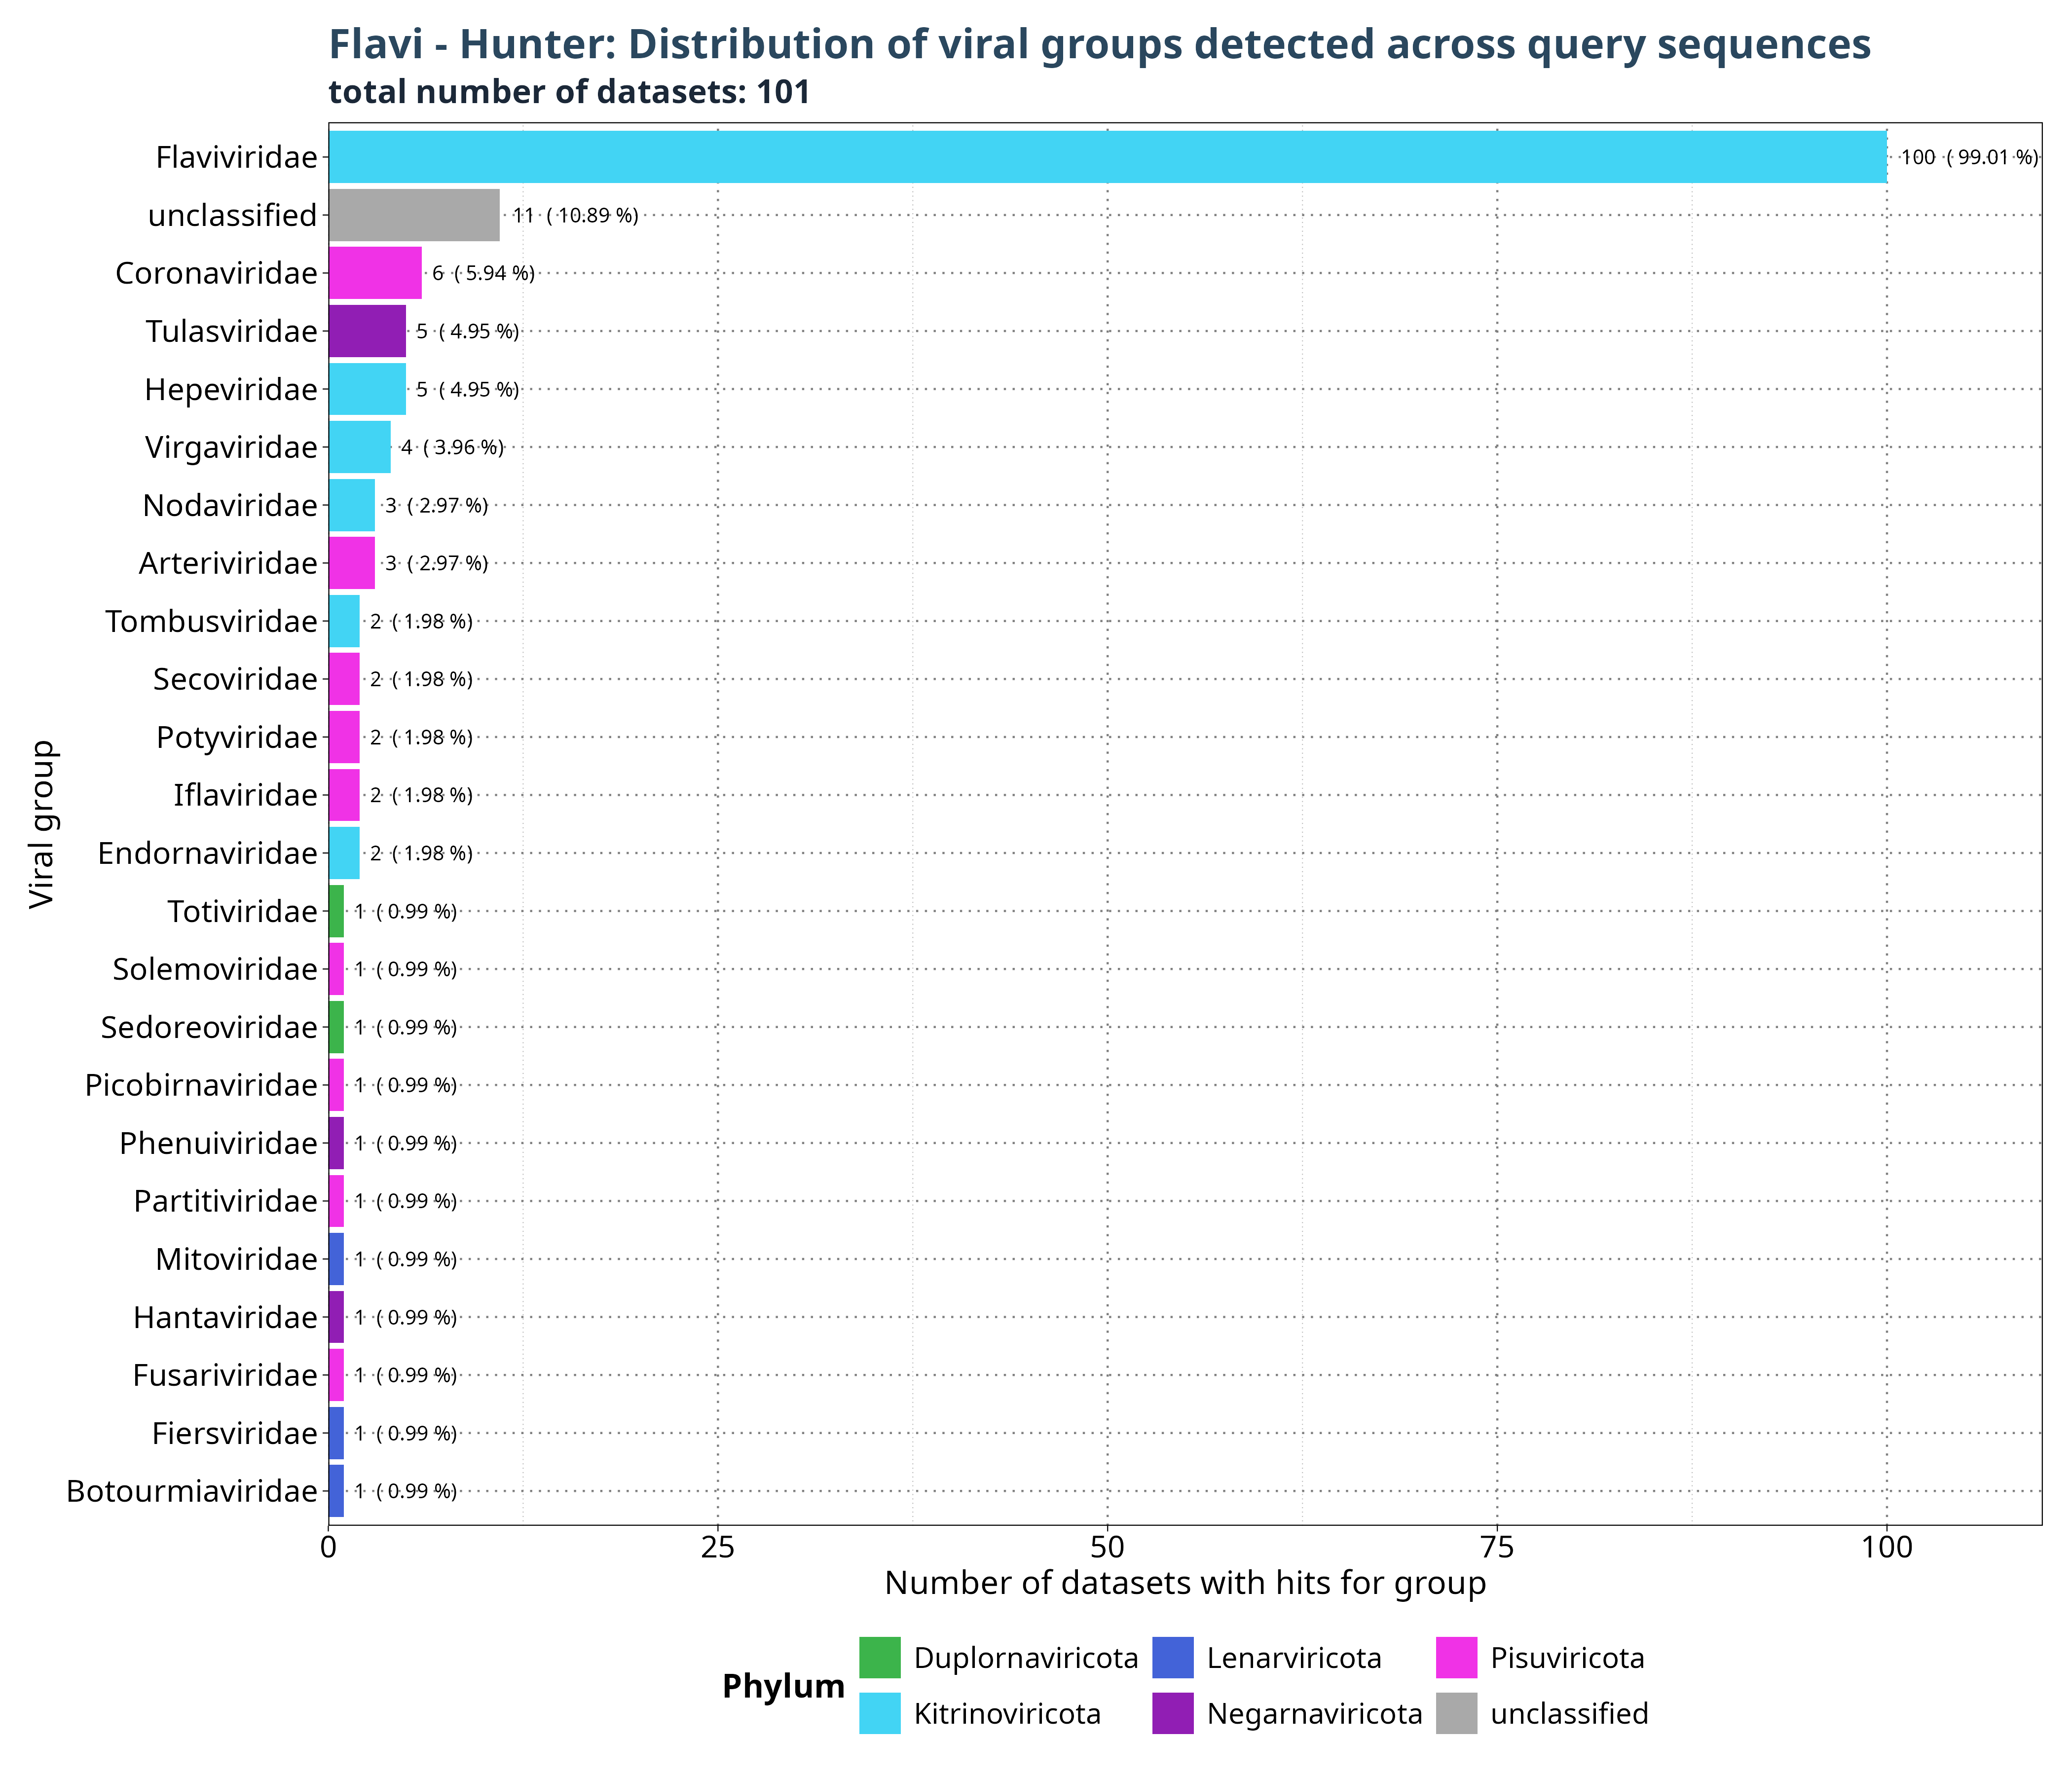 Flavi - Hunter: Distribution of viral groups detected across query sequences
total number of datasets: 101
Viral group
Flaviviridae 100 ( 99.01 %)
unclassified 11 ( 10.89 %)
Coronaviridae 6 ( 5.94 %)
Tulasviridae 5 ( 4.95 %)
Hepeviridae 5 ( 4.95 %)
Virgaviridae 4 ( 3.96 %)
Nodaviridae 3 ( 2.97 %)
Arteriviridae 3 ( 2.97 %)
Tombusviridae 2 ( 1.98 %)
Secoviridae 2 ( 1.98 %)
Potyviridae 2 ( 1.98 %)
Iflaviridae 2 ( 1.98 %)
Endornaviridae 2 ( 1.98 %)
Totiviridae 1 ( 0.99 %)
Solemoviridae 1 ( 0.99 %)
Sedoreoviridae 1 ( 0.99 %)
Picobirnaviridae 1 ( 0.99 %)
Phenuiviridae 1 ( 0.99 %)
Partitiviridae 1 ( 0.99 %)
Mitoviridae 1 ( 0.99 %)
Hantaviridae 1 ( 0.99 %)
Fusariviridae 1 ( 0.99 %)
Fiersviridae 1 ( 0.99 %)
Botourmiaviridae 1 ( 0.99 %)
0 25 50 75 100
Number of datasets with hits for group
Phylum
Duplornaviricota Lenarviricota Pisuviricota
Kitrinoviricota Negarnaviricota unclassified